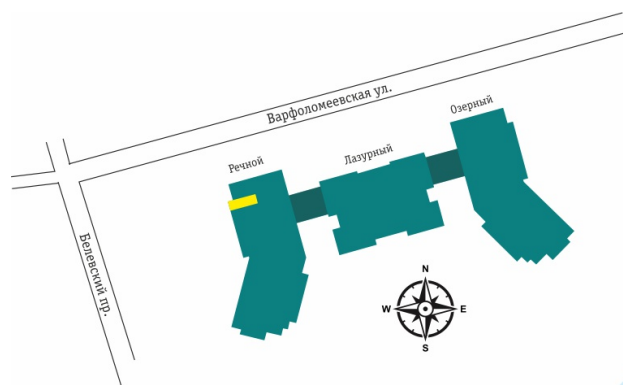 Варфоломеевская ул.
Озерный
Лазурный
Речной
Белевский пр.
N
W
E
S